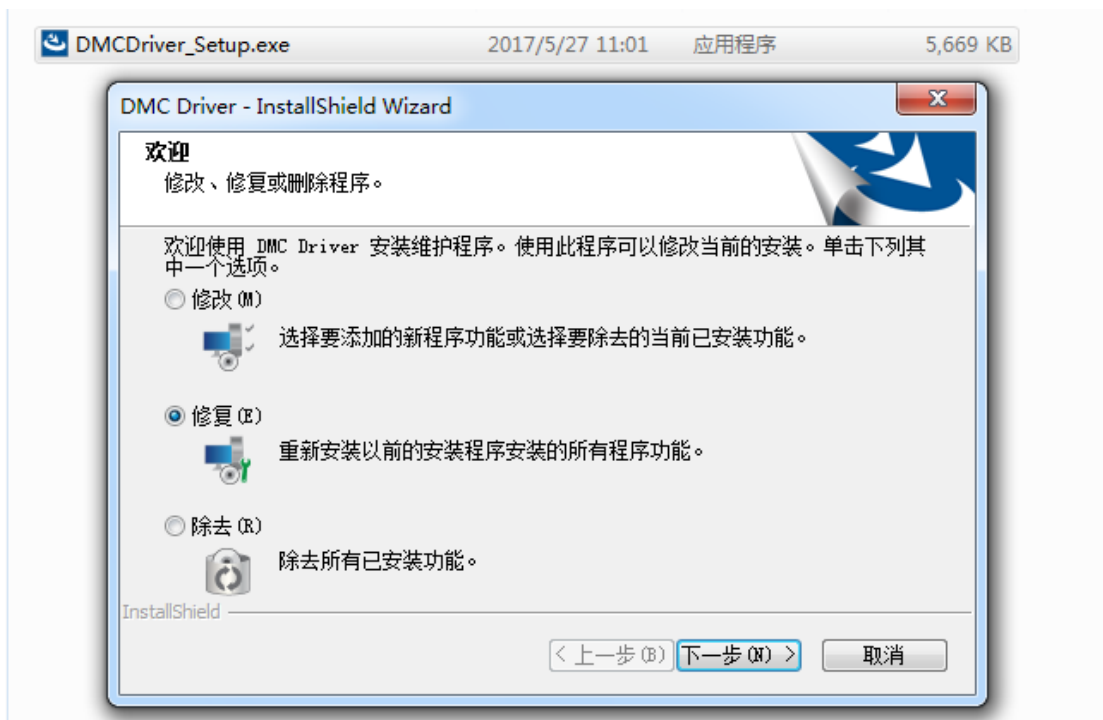 DMCDriver_Setup.exe 2017/5/27 11:01 应用程序 5,669 KB
DMC Driver - InstallShield Wizard
欢迎
修改、修复或删除程序。
欢迎使用 DMC Driver 安装维护程序。使用此程序可以修改当前的安装。单击下列其
中一个选项。
修改(M)
选择要添加的新程序功能或选择要除去的当前已安装功能。
修复(E)
重新安装以前的安装程序安装的所有程序功能。
除去(R)
除去所有已安装功能。
InstallShield
< 上一步(B) 下一步(N) > 取消